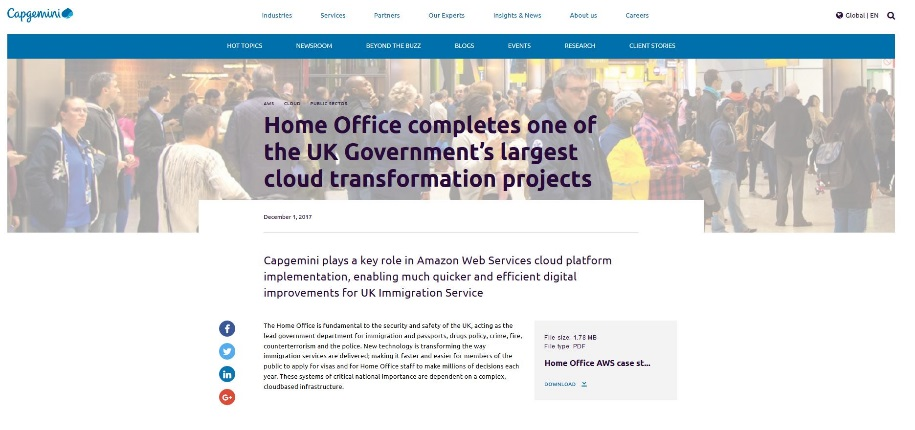 Capgemini
Industries Services Partners Our Experts Insights & News About us Careers
Global | EN
HOT TOPICS NEWSROOM BEYOND THE BUZZ BLOGS EVENTS RESEARCH CLIENT STORIES
AWS CLOUD PUBLIC SECTOR
Home Office completes one of
the UK Government's largest
cloud transformation projects
December 1, 2017
Capgemini plays a key role in Amazon Web Services cloud platform
implementation, enabling much quicker and efficient digital
improvements for UK Immigration Service
The Home Office is fundamental to the security and safety of the UK, acting as the
lead government department for immigration and passports, drugs policy, crime, fire,
counterterrorism and the police. New technology is transforming the way
immigration services are delivered; making it faster and easier for members of the
public to apply for visas and for Home Office staff to make millions of decisions each
year. These systems of critical national importance are dependent on a complex,
cloudbased infrastructure.
File size: 1.78 MB
File type: PDF
Home Office AWS case st...
DOWNLOAD